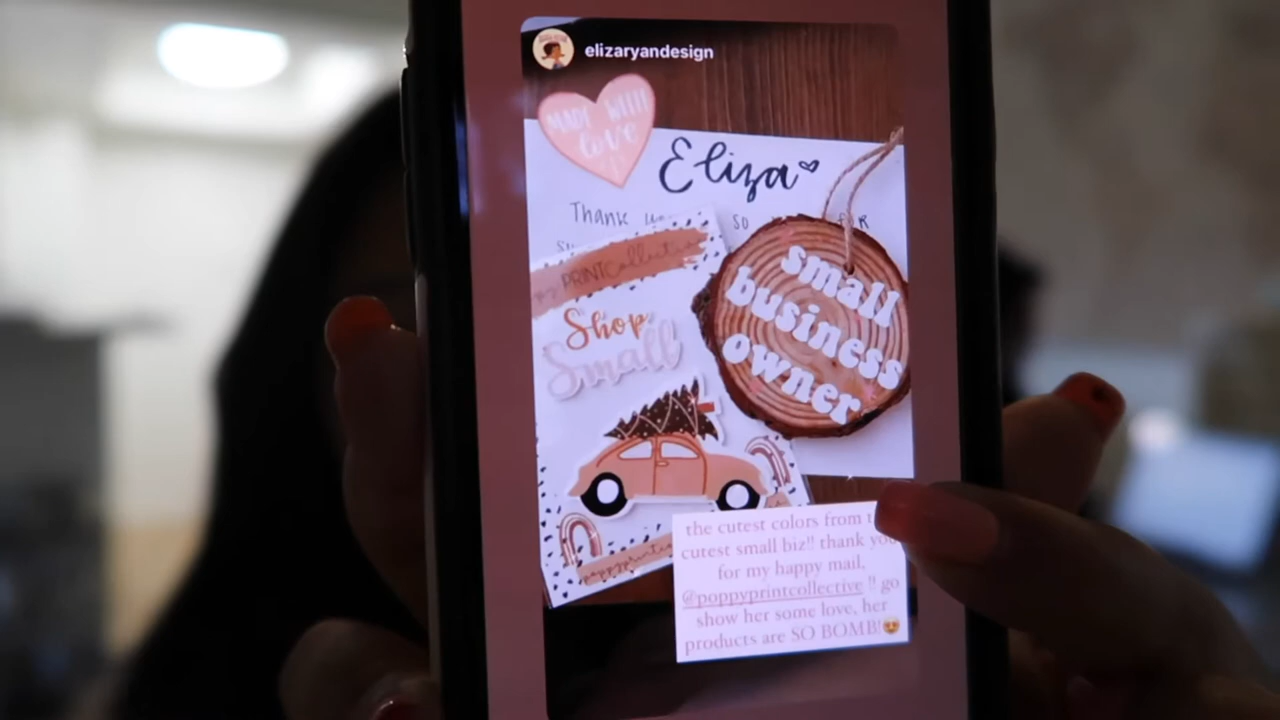 elizaryandesign
MADE WITH
love
Eliza
Thank SO
PRINTCollective
Shop
Small
small
business
owner
the cutest colors from
cutest small biz!! thank you
for my happy mail,
@poppyprintcollective !! go
show her some love, her
products are SO BOMB!😍